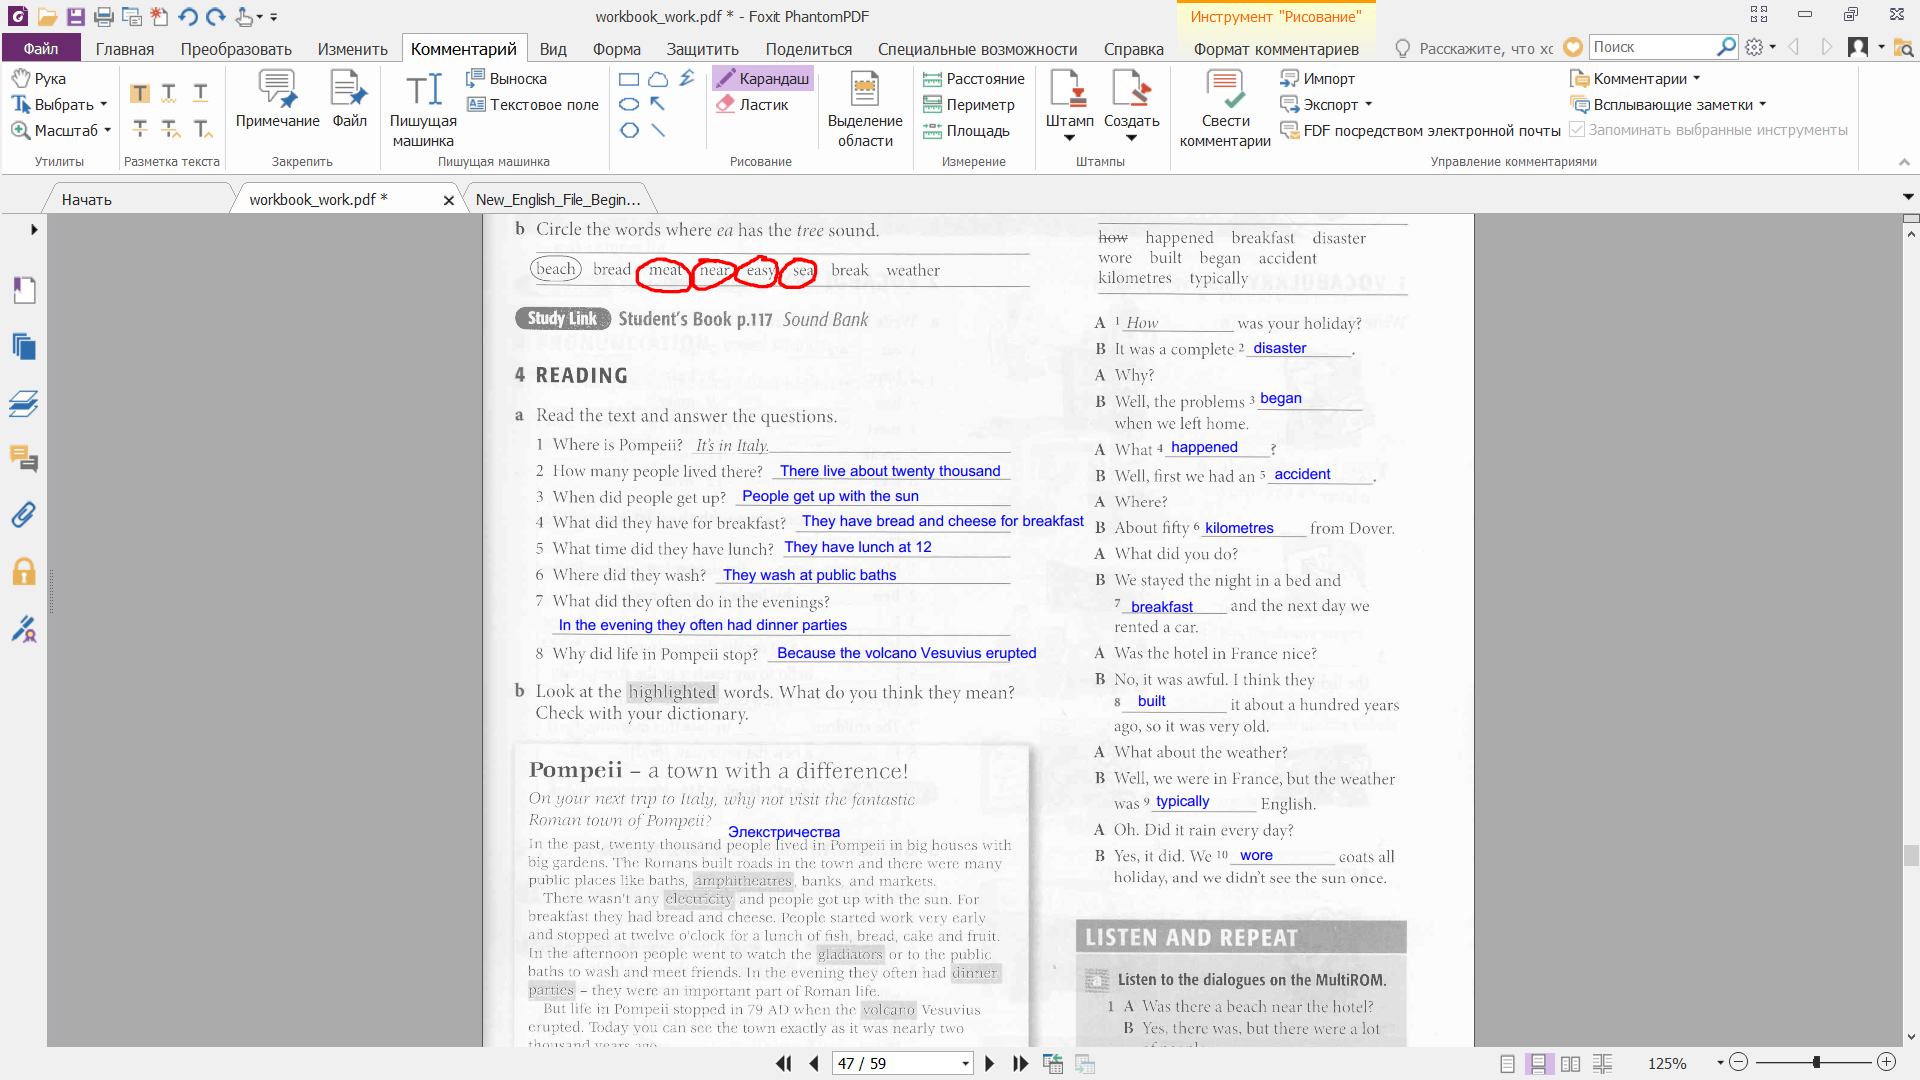 workbook_work.pdf * - Foxit PhantomPDF
Инструмент "Рисование"
Файл
Главная
Преобразовать
Изменить
Комментарий
Вид
Форма
Защитить
Поделиться
Специальные возможности
Справка
Формат комментариев
Расскажите, что хс
Поиск
Рука
Выбрать
Масштаб
Утилиты
Разметка текста
Примечание
Файл
Закрепить
Пишущая машинка
Выноска
Текстовое поле
Пишущая машинка
Карандаш
Ластик
Рисование
Выделение области
Расстояние
Периметр
Площадь
Измерение
Штамп
Создать
Штампы
Свести комментарии
Импорт
Экспорт
FDF посредством электронной почты
Комментарии
Всплывающие заметки
Запоминать выбранные инструменты
Управление комментариями
Начать
workbook_work.pdf *
New_English_File_Begin...
b Circle the words where ea has the tree sound.
beach bread meat near easy sea break weather
Study Link Student's Book p.117 Sound Bank
4 READING
a Read the text and answer the questions.
1 Where is Pompeii? It's in Italy.
2 How many people lived there? There live about twenty thousand
3 When did people get up? People get up with the sun
4 What did they have for breakfast? They have bread and cheese for breakfast
5 What time did they have lunch? They have lunch at 12
6 Where did they wash? They wash at public baths
7 What did they often do in the evenings?
In the evening they often had dinner parties
8 Why did life in Pompeii stop? Because the volcano Vesuvius erupted
b Look at the highlighted words. What do you think they mean?
Check with your dictionary.
Pompeii – a town with a difference!
On your next trip to Italy, why not visit the fantastic
Roman town of Pompeii?
Элекстричества
In the past, twenty thousand people lived in Pompeii in big houses with
big gardens. The Romans built roads in the town and there were many
public places like baths, amphitheatres, banks, and markets.
There wasn't any electricity and people got up with the sun. For
breakfast they had bread and cheese. People started work very early
and stopped at twelve o'clock for a lunch of fish, bread, cake and fruit.
In the afternoon people went to watch the gladiators or to the public
baths to wash and meet friends. In the evening they often had dinner
parties – they were an important part of Roman life.
But life in Pompeii stopped in 79 AD when the volcano Vesuvius
erupted. Today you can see the town exactly as it was nearly two
thousand years ago
how happened breakfast disaster
wore built began accident
kilometres typically
A 1 How was your holiday?
B It was a complete 2 disaster.
A Why?
B Well, the problems 3 began
when we left home.
A What 4 happened?
B Well, first we had an 5 accident.
A Where?
B About fifty 6 kilometres from Dover.
A What did you do?
B We stayed the night in a bed and
7 breakfast and the next day we
rented a car.
A Was the hotel in France nice?
B No, it was awful. I think they
8 built it about a hundred years
ago, so it was very old.
A What about the weather?
B Well, we were in France, but the weather
was 9 typically English.
A Oh. Did it rain every day?
B Yes, it did. We 10 wore coats all
holiday, and we didn't see the sun once.
LISTEN AND REPEAT
a Listen to the dialogues on the MultiROM.
1 A Was there a beach near the hotel?
B Yes, there was, but there were a lot
47 / 59
125%